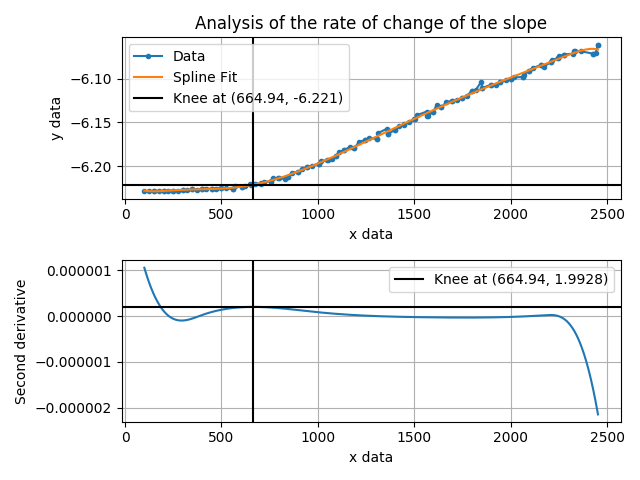 Analysis of the rate of change of the slope
Data
Spline Fit
Knee at (664.94, -6.221)
−6.10
−6.15
−6.20
y data
0 500 1000 1500 2000 2500
x data
Knee at (664.94, 1.9928)
0.000001
0.000000
−0.000001
−0.000002
Second derivative
0 500 1000 1500 2000 2500
x data